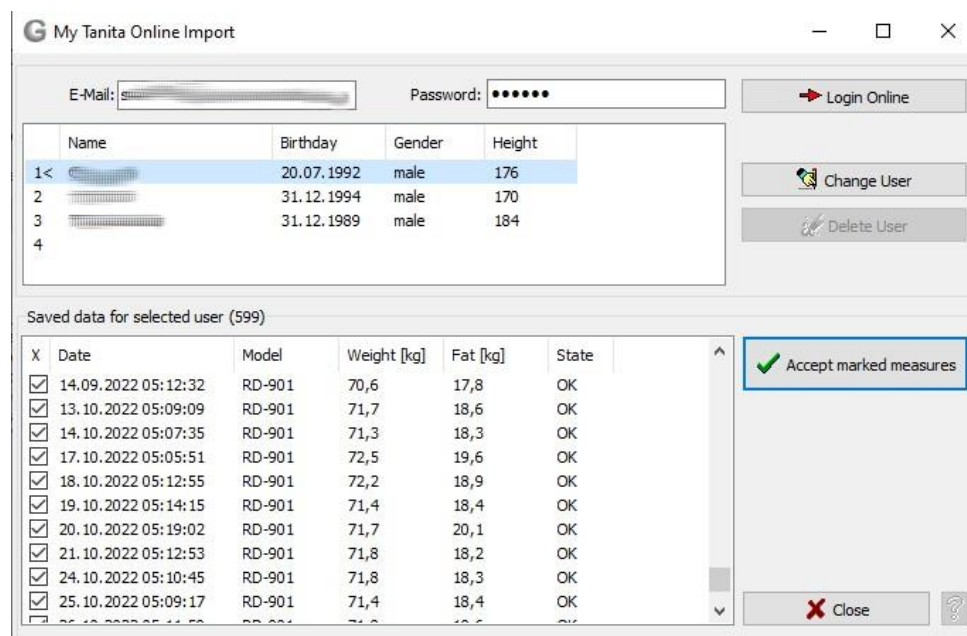 My Tanita Online Import
E-Mail: Password: •••••• Login Online
Name Birthday Gender Height
1< 20.07.1992 male 176
2 31.12.1994 male 170
3 31.12.1989 male 184
4
Change User
Delete User
Saved data for selected user (599)
X Date Model Weight [kg] Fat [kg] State
14.09.2022 05:12:32 RD-901 70,6 17,8 OK
13.10.2022 05:09:09 RD-901 71,7 18,6 OK
14.10.2022 05:07:35 RD-901 71,3 18,3 OK
17.10.2022 05:05:51 RD-901 72,5 19,6 OK
18.10.2022 05:12:55 RD-901 72,2 18,9 OK
19.10.2022 05:14:15 RD-901 71,4 18,4 OK
20.10.2022 05:19:02 RD-901 71,7 20,1 OK
21.10.2022 05:12:53 RD-901 71,8 18,2 OK
24.10.2022 05:10:45 RD-901 71,8 18,3 OK
25.10.2022 05:09:17 RD-901 71,4 18,4 OK
Accept marked measures
Close ?